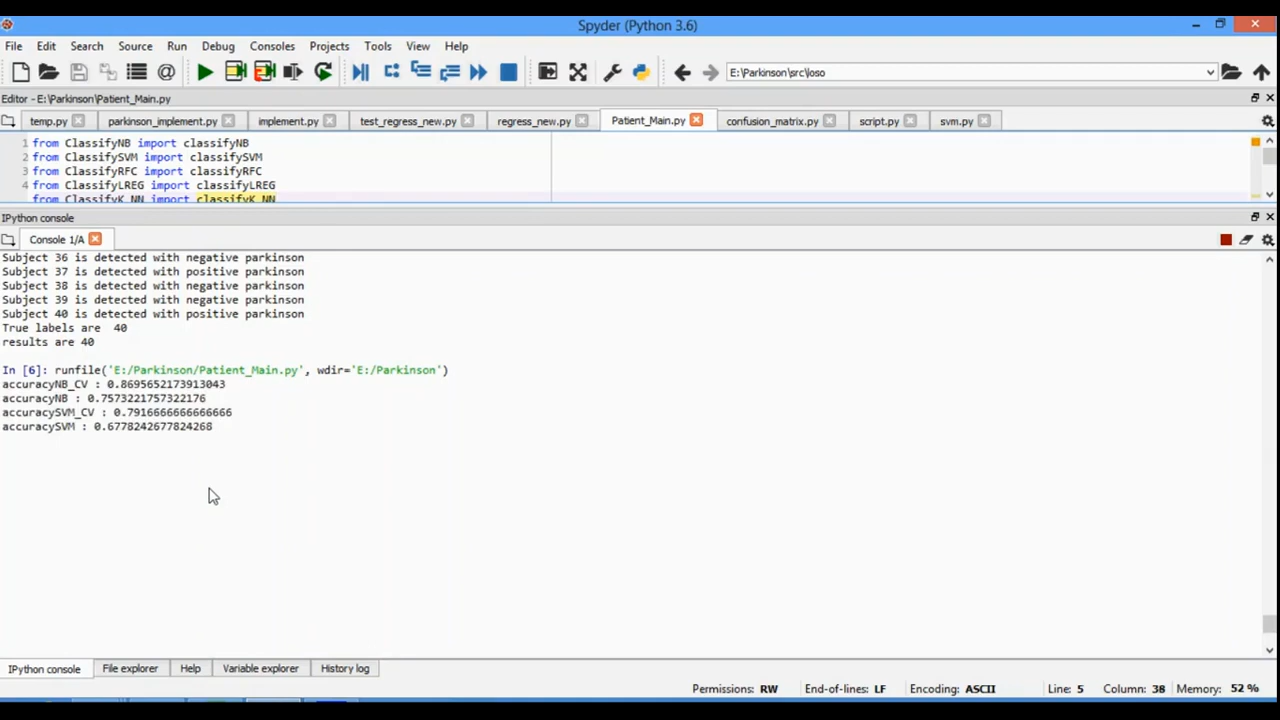 Spyder (Python 3.6)
File Edit Search Source Run Debug Consoles Projects Tools View Help
E:\Parkinson\src\loso
Editor - E:\Parkinson\Patient_Main.py
temp.py parkinson_implement.py implement.py test_regress_new.py regress_new.py Patient_Main.py confusion_matrix.py script.py svm.py
1 from ClassifyNB import classifyNB
2 from ClassifySVM import classifySVM
3 from ClassifyRFC import classifyRFC
4 from ClassifyLREG import classifyLREG
from ClassifyK_NN import classifyK_NN
IPython console
Console 1/A
Subject 36 is detected with negative parkinson
Subject 37 is detected with positive parkinson
Subject 38 is detected with negative parkinson
Subject 39 is detected with negative parkinson
Subject 40 is detected with positive parkinson
True labels are  40
results are 40
In [6]: runfile('E:/Parkinson/Patient_Main.py', wdir='E:/Parkinson')
accuracyNB_CV : 0.8695652173913043
accuracyNB : 0.7573221757322176
accuracySVM_CV : 0.7916666666666666
accuracySVM : 0.6778242677824268
IPython console File explorer Help Variable explorer History log
Permissions: RW End-of-lines: LF Encoding: ASCII Line: 5 Column: 38 Memory: 52 %